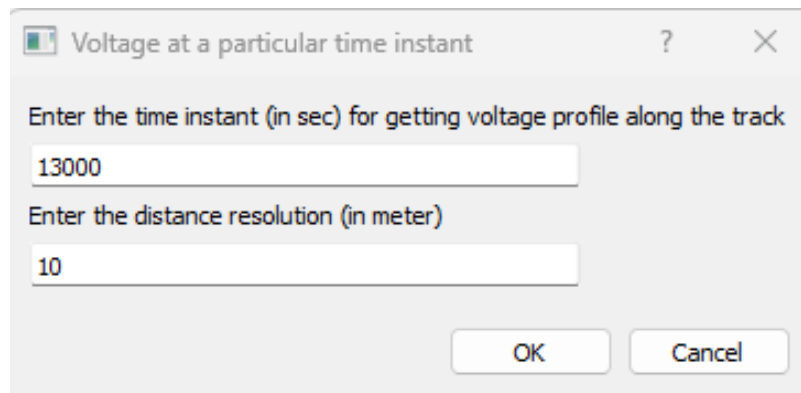 Voltage at a particular time instant ?
Enter the time instant (in sec) for getting voltage profile along the track
13000
Enter the distance resolution (in meter)
10
OK Cancel